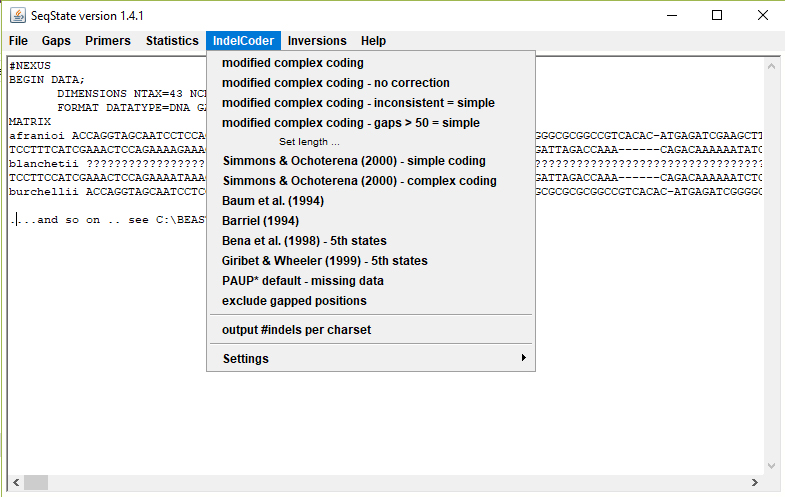 SeqState version 1.4.1
File Gaps Primers Statistics IndelCoder Inversions Help
#NEXUS
BEGIN DATA;
DIMENSIONS NTAX=43 NC
FORMAT DATATYPE=DNA GA
MATRIX
afranioi ACCAGGTAGCAATCCTCCA GGGCGCGGCCGTCACAC-ATGAGATCGAAGCTT
TCCTTTCATCGAAACTCCAGAAAAGAAA GATTAGACCAAA------CAGACAAAAAATATC
blanchetii ????????????????? ?????????????????????????????????
TCCTTCCATCGAAACTCCAGAAAATAAA GATTAGACCAAA------CAGACAAAAAATCTC
burchellii ACCAGGTAGCAATCCTC GCGCGCGGCCGTCACAC-ATGAGATCGGGGC
....and so on .. see C:\BEAS
modified complex coding
modified complex coding - no correction
modified complex coding - inconsistent = simple
modified complex coding - gaps > 50 = simple
Set length ...
Simmons & Ochoterena (2000) - simple coding
Simmons & Ochoterena (2000) - complex coding
Baum et al. (1994)
Barriel (1994)
Bena et al. (1998) - 5th states
Giribet & Wheeler (1999) - 5th states
PAUP* default - missing data
exclude gapped positions
output #indels per charset
Settings